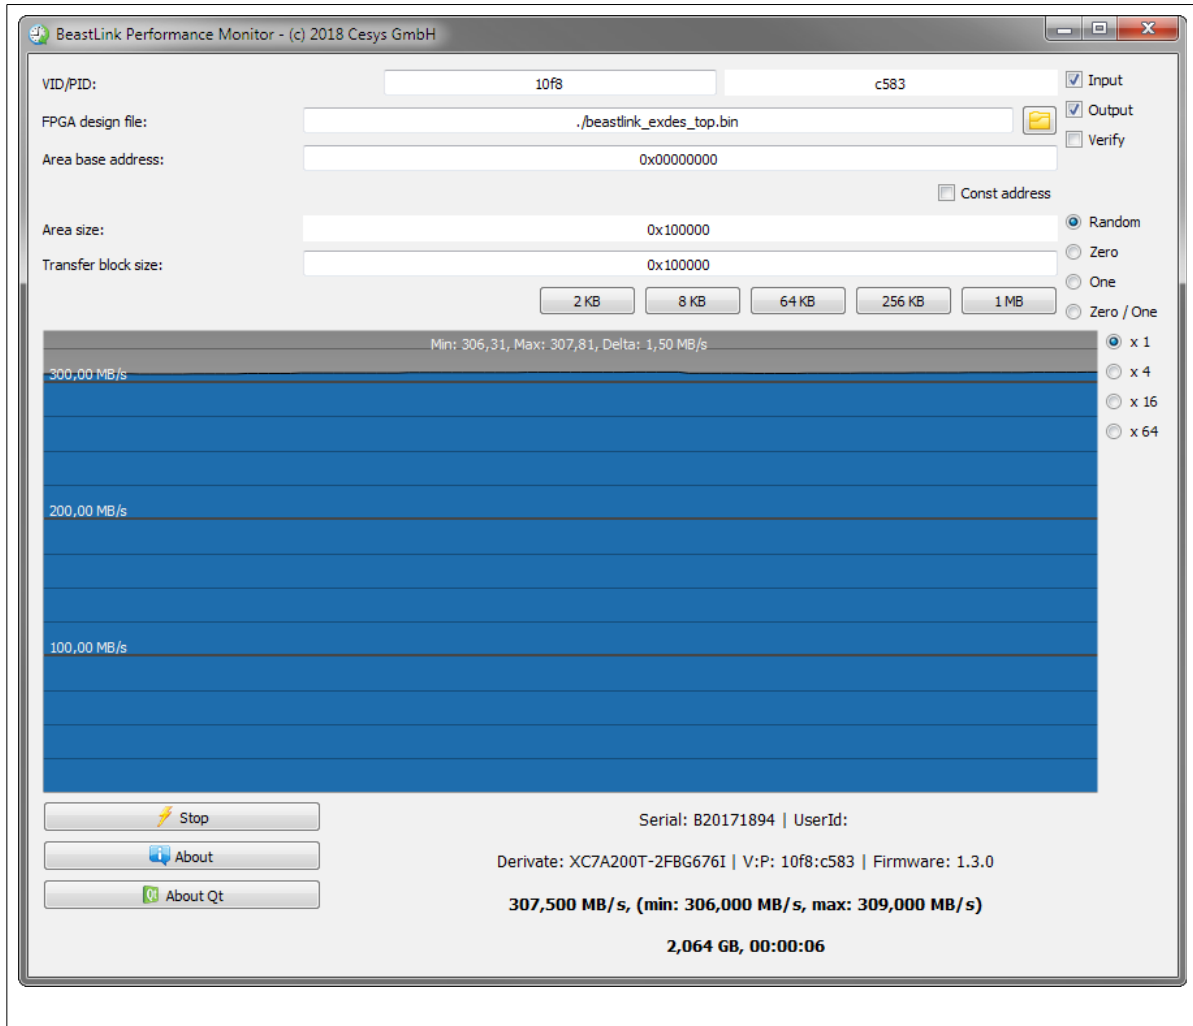 BeastLink Performance Monitor - (c) 2018 Cesys GmbH
VID/PID: 10f8 c583 Input
FPGA design file: ./beastlink_exdes_top.bin Output
Verify
Area base address: 0x00000000
Const address
Area size: 0x100000 Random
Zero
Transfer block size: 0x100000
One
2 KB 8 KB 64 KB 256 KB 1 MB
Zero / One
Min: 306,31, Max: 307,81, Delta: 1,50 MB/s x 1
300,00 MB/s x 4
x 16
x 64
200,00 MB/s
100,00 MB/s
Stop Serial: B20171894 | UserId:
About Derivate: XC7A200T-2FBG676I | V:P: 10f8:c583 | Firmware: 1.3.0
About Qt 307,500 MB/s, (min: 306,000 MB/s, max: 309,000 MB/s)
2,064 GB, 00:00:06